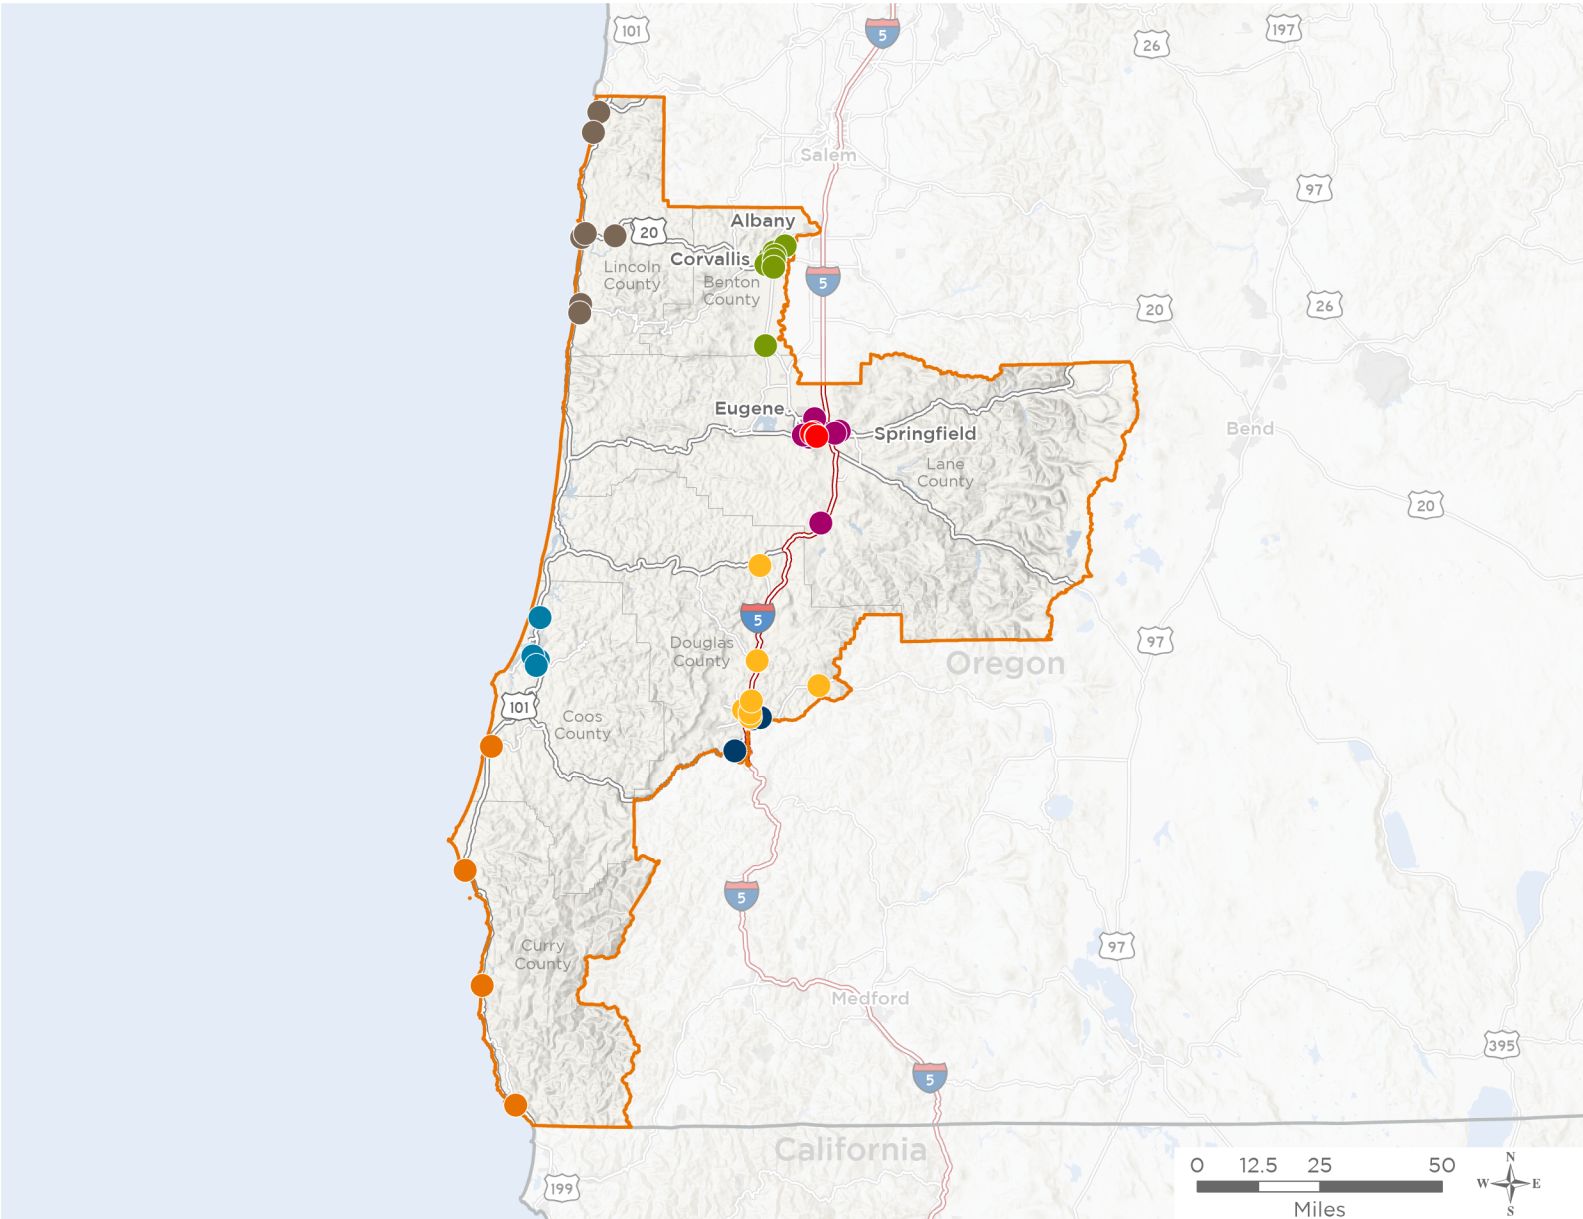 101
5
26
197
Salem
97
Albany
20
Corvallis
Lincoln
County
Benton
County
5
20
26
Eugene
Springfield
Bend
Lane
County
20
5
Douglas
County
97
Oregon
101
Coos
County
5
Curry
County
97
Medford
395
5
California
199
0 12.5 25 50
Miles
N
W E
S